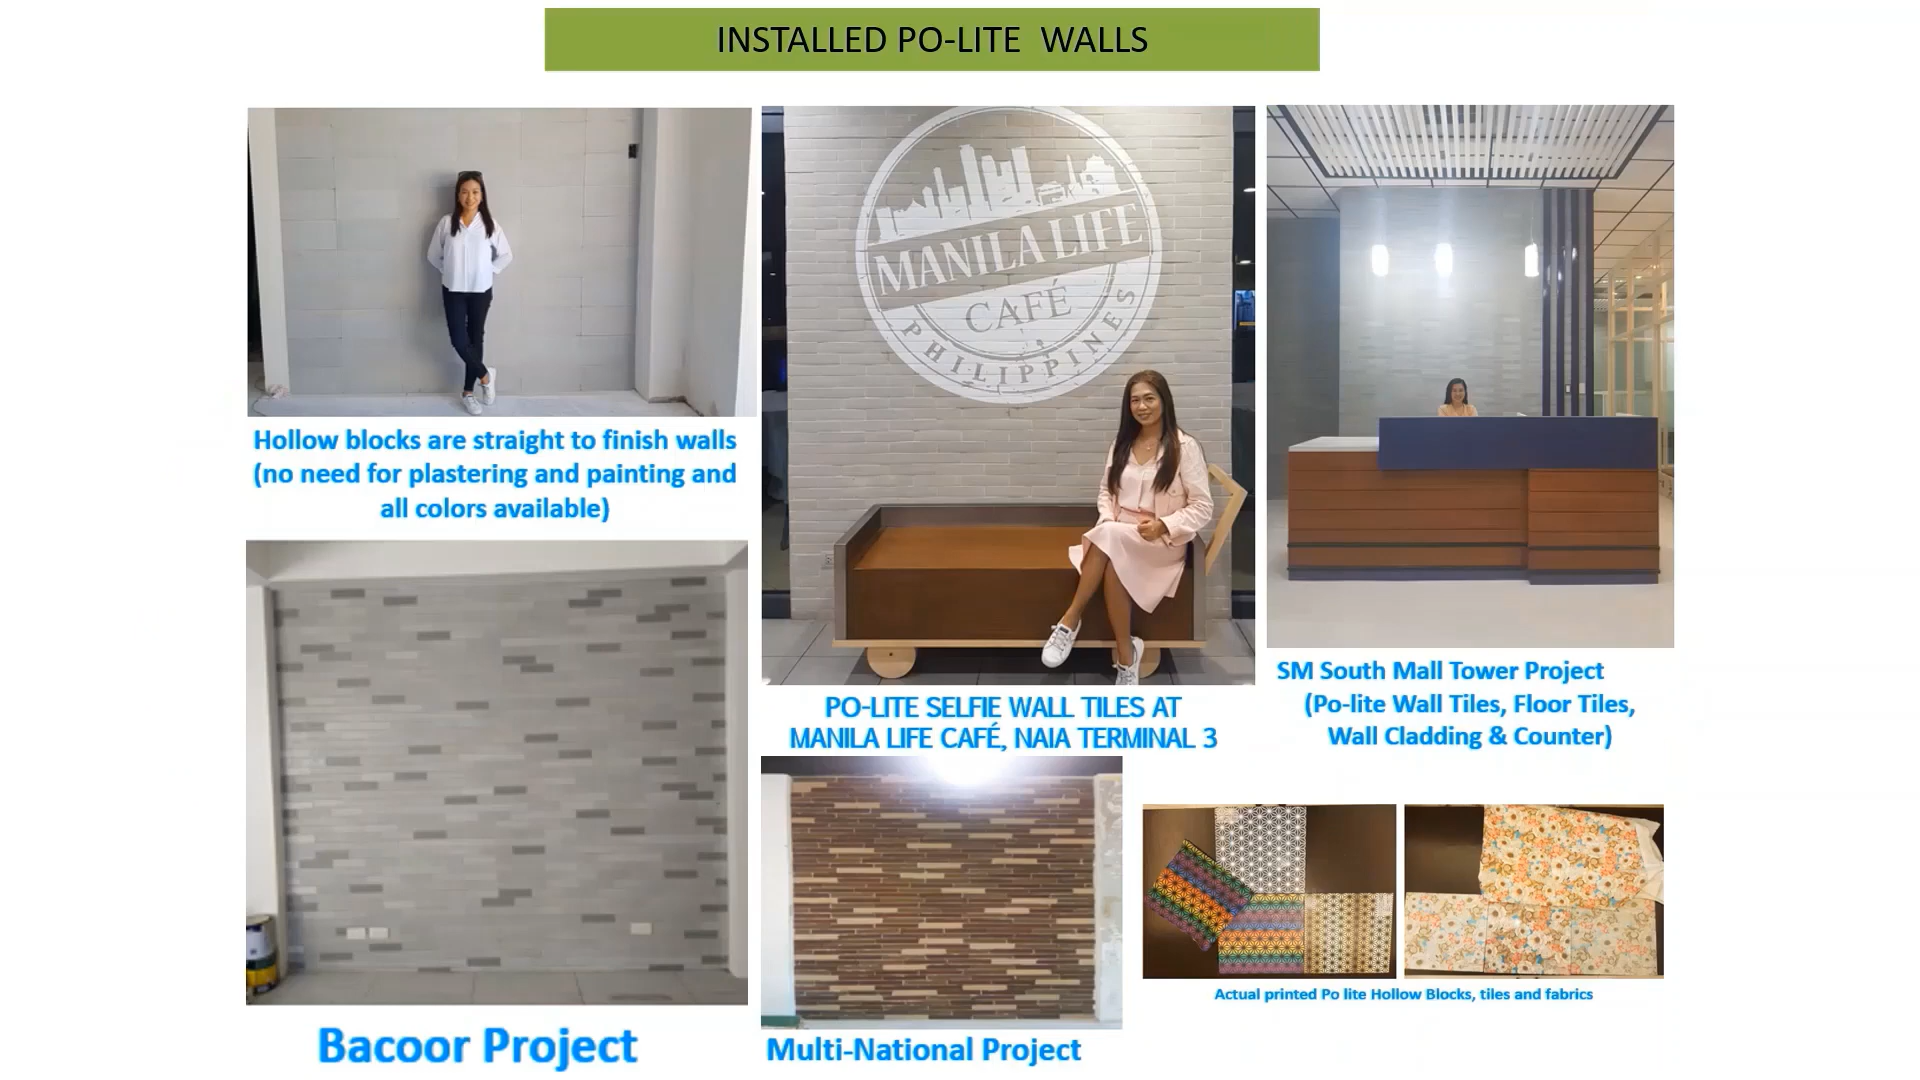 INSTALLED PO-LITE WALLS
MANILA LIFE
CAFÉ
PHILIPPINES
Hollow blocks are straight to finish walls
(no need for plastering and painting and
all colors available)
PO-LITE SELFIE WALL TILES AT
MANILA LIFE CAFÉ, NAIA TERMINAL 3
SM South Mall Tower Project
(Po-lite Wall Tiles, Floor Tiles,
Wall Cladding & Counter)
Bacoor Project
Multi-National Project
Actual printed Po lite Hollow Blocks, tiles and fabrics